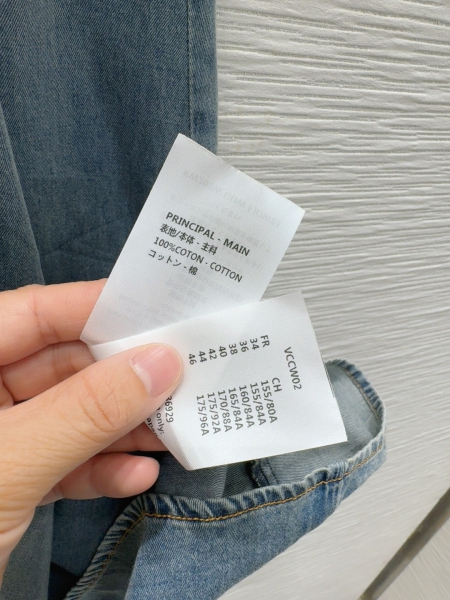 PRINCIPAL - MAIN
表地/本体 - 主料
100%COTON - COTTON
コットン - 棉
VCCW02
FR CH
34 155/80A
36 155/84A
38 160/84A
40 165/84A
42 170/88A
44 175/92A
46 175/96A
36929
only: